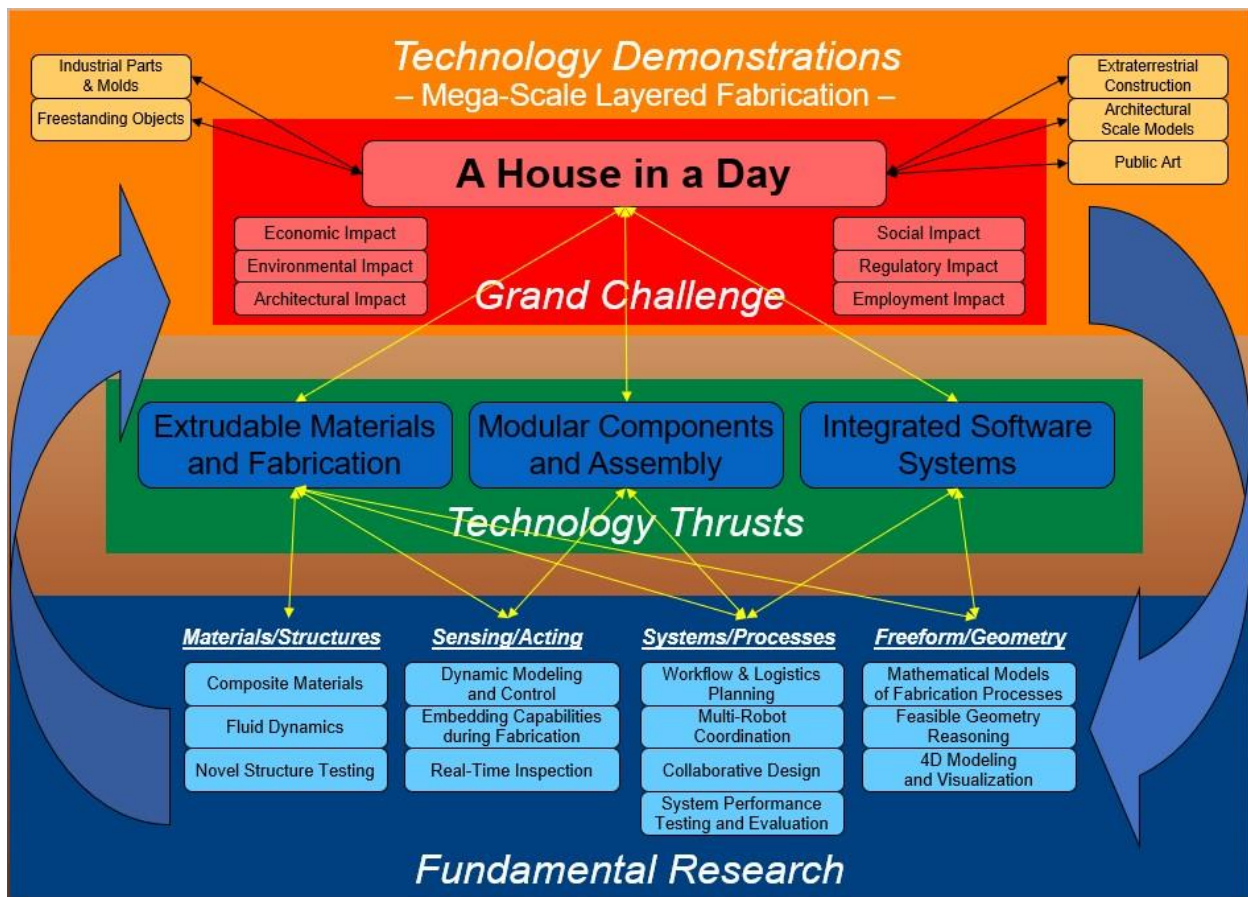 Technology Demonstrations
– Mega-Scale Layered Fabrication –
Industrial Parts
& Molds
Freestanding Objects
Extraterrestrial
Construction
Architectural
Scale Models
Public Art
A House in a Day
Economic Impact
Environmental Impact
Architectural Impact
Social Impact
Regulatory Impact
Employment Impact
Grand Challenge
Extrudable Materials
and Fabrication
Modular Components
and Assembly
Integrated Software
Systems
Technology Thrusts
Materials/Structures
Composite Materials
Fluid Dynamics
Novel Structure Testing
Sensing/Acting
Dynamic Modeling
and Control
Embedding Capabilities
during Fabrication
Real-Time Inspection
Systems/Processes
Workflow & Logistics
Planning
Multi-Robot
Coordination
Collaborative Design
System Performance
Testing and Evaluation
Freeform/Geometry
Mathematical Models
of Fabrication Processes
Feasible Geometry
Reasoning
4D Modeling
and Visualization
Fundamental Research